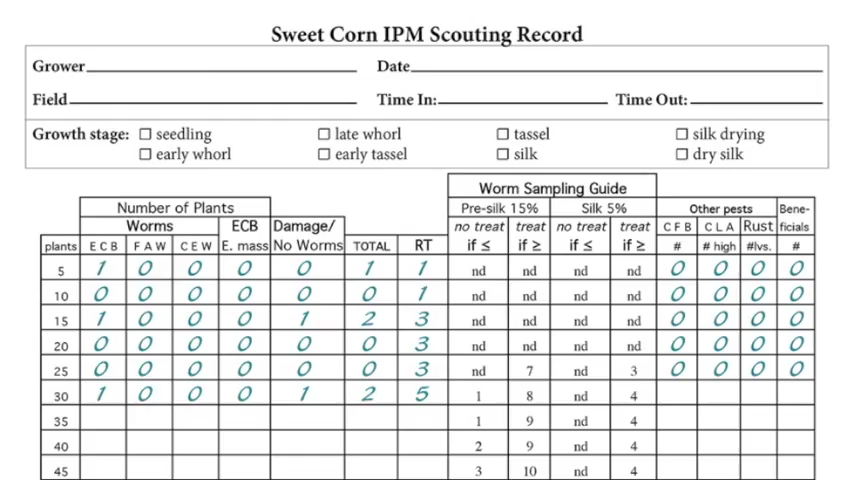 Sweet Corn IPM Scouting Record
Grower Date
Field Time In: Time Out:
Growth stage: ☐ seedling ☐ late whorl ☐ tassel ☐ silk drying
☐ early whorl ☐ early tassel ☐ silk ☐ dry silk
Worm Sampling Guide
Number of Plants Pre-silk 15% Silk 5% Other pests Bene-
Worms ECB Damage/ no treat treat no treat treat C F B C L A Rust ficials
plants E C B F A W C E W E. mass No Worms TOTAL RT if ≤ if ≥ if ≤ if ≥ # # high #lvs. #
5 1 0 0 0 0 1 1 nd nd nd nd 0 0 0 0
10 0 0 0 0 0 0 1 nd nd nd nd 0 0 0 0
15 1 0 0 0 1 2 3 nd nd nd nd 0 0 0 0
20 0 0 0 0 0 0 3 nd nd nd nd 0 0 0 0
25 0 0 0 0 0 0 3 nd 7 nd 3 0 0 0 0
30 1 0 0 0 1 2 5 1 8 nd 4
35 1 9 nd 4
40 2 9 nd 4
45 3 10 nd 4